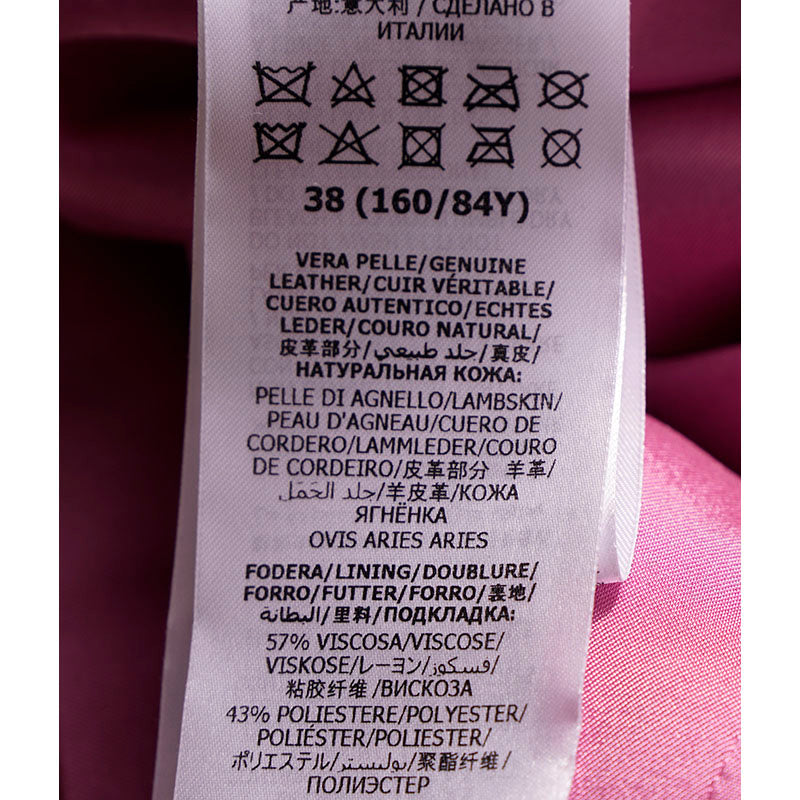 产地:意大利 / СДЕЛАНО В
ИТАЛИИ
38 (160/84Y)
VERA PELLE/GENUINE
LEATHER/CUIR VÉRITABLE/
CUERO AUTENTICO/ECHTES
LEDER/COURO NATURAL/
皮革部分/جلد طبيعي/真皮/
НАТУРАЛЬНАЯ КОЖА:
PELLE DI AGNELLO/LAMBSKIN/
PEAU D'AGNEAU/CUERO DE
CORDERO/LAMMLEDER/COURO
DE CORDEIRO/皮革部分 羊革/
جلد الحَمَل/羊皮革/КОЖА
ЯГНЁНКА
OVIS ARIES ARIES
FODERA/LINING/DOUBLURE/
FORRO/FUTTER/FORRO/裏地/
البطانة/里料/ПОДКЛАДКА:
57% VISCOSA/VISCOSE/
VISKOSE/レーヨン/فسكوز/
粘胶纤维/ВИСКОЗА
43% POLIESTERE/POLYESTER/
POLIÉSTER/POLIESTER/
ポリエステル/بوليستر/聚酯纤维/
ПОЛИЭСТЕР